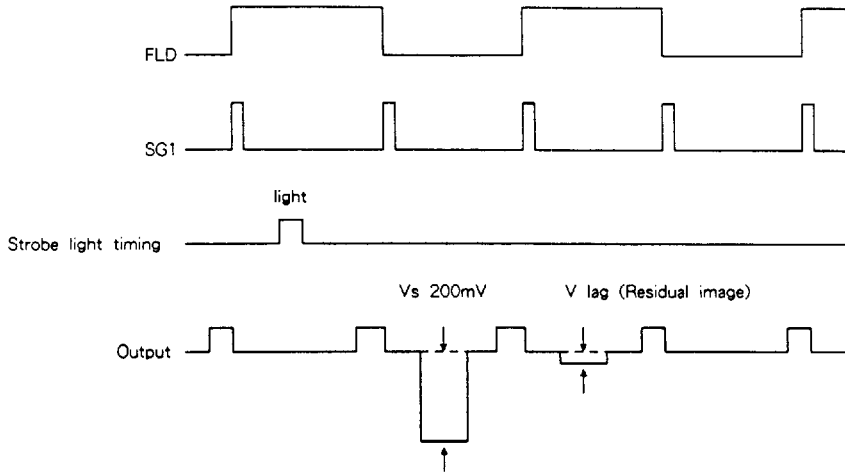 FLD
SG1
light
Strobe light timing
Vs 200mV V lag (Residual image)
Output